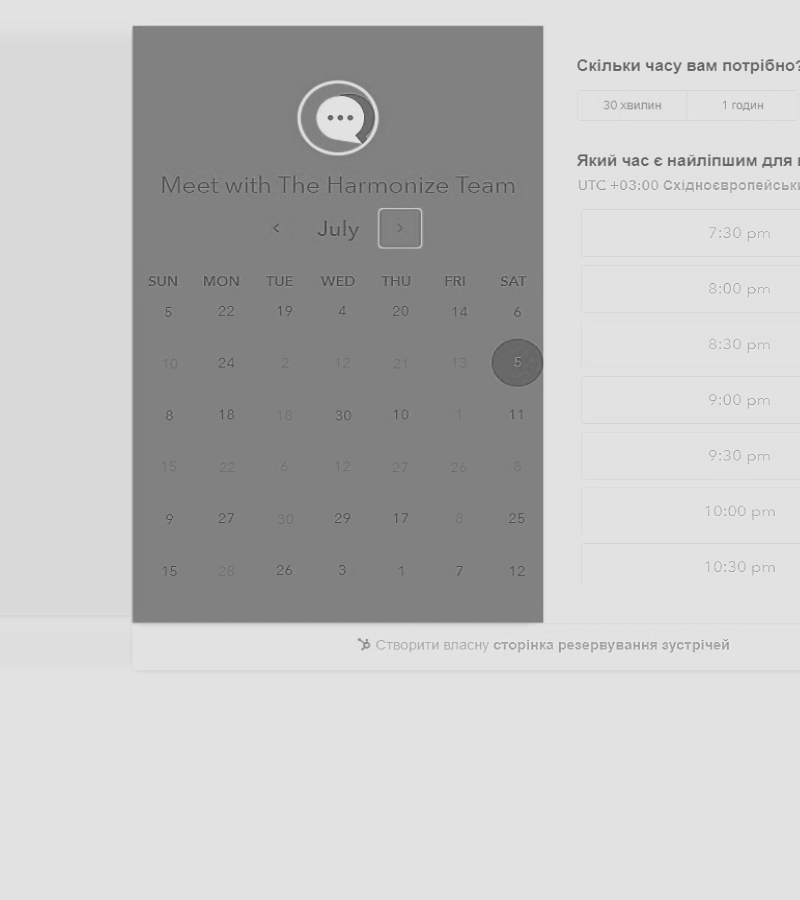 Meet with The Harmonize Team
July
SUN MON TUE WED THU FRI SAT
5 22 19 4 20 14 6
10 24 2 12 21 13 5
8 18 18 30 10 1 11
15 22 6 12 27 26 8
9 27 30 29 17 8 25
15 28 26 3 1 7 12
Скільки часу вам потрібно?
30 хвилин 1 годин
Який час є найліпшим для
UTC +03:00 Східноєвропейськи
7:30 pm
8:00 pm
8:30 pm
9:00 pm
9:30 pm
10:00 pm
10:30 pm
Створити власну сторінка резервування зустрічей